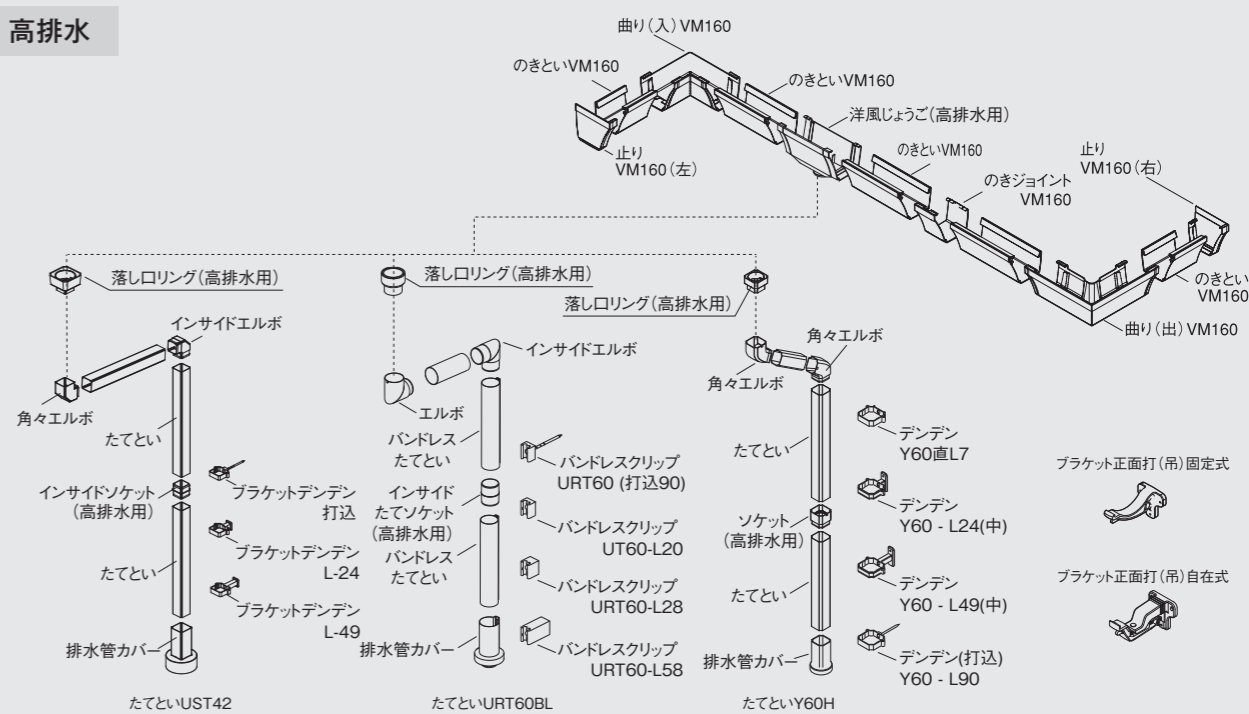 高排水
曲り(入)VM160
のきといVM160
のきといVM160
洋風じょうご(高排水用)
のきといVM160
止り
VM160(左)
止り
VM160(右)
のきジョイント
VM160
のきとい
VM160
曲り(出)VM160
落し口リング(高排水用)
インサイドエルボ
角々エルボ
たてとい
インサイドソケット
(高排水用)
ブラケットデンデン
打込
ブラケットデンデン
L-24
たてとい
ブラケットデンデン
L-49
排水管カバー
たてといUST42
落し口リング(高排水用)
インサイドエルボ
エルボ
バンドレス
たてとい
バンドレスクリップ
URT60 (打込90)
インサイド
たてソケット
(高排水用)
バンドレスクリップ
UT60-L20
バンドレス
たてとい
バンドレスクリップ
URT60-L28
排水管カバー
バンドレスクリップ
URT60-L58
たてといURT60BL
落し口リング(高排水用)
角々エルボ
角々エルボ
たてとい
デンデン
Y60直L7
デンデン
Y60 - L24(中)
ソケット
(高排水用)
たてとい
デンデン
Y60 - L49(中)
排水管カバー
デンデン(打込)
Y60 - L90
たてといY60H
ブラケット正面打(吊)固定式
ブラケット正面打(吊)自在式